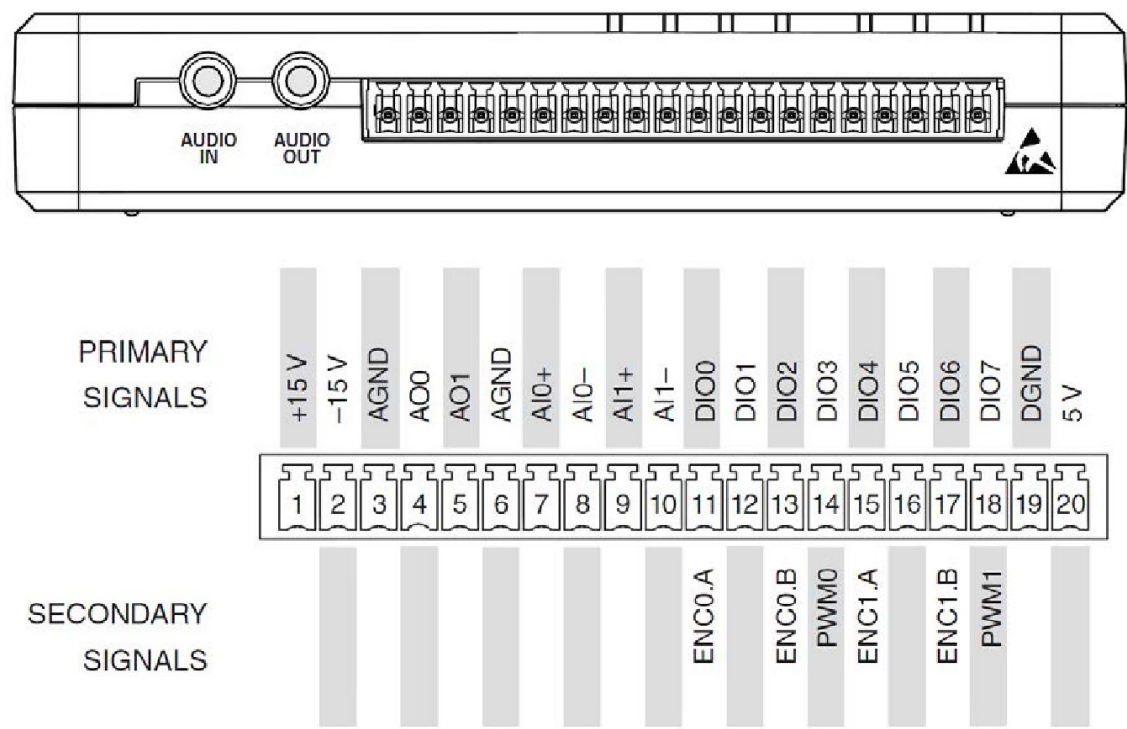 AUDIO
IN
AUDIO
OUT
PRIMARY
SIGNALS
+15 V
–15 V
AGND
AO0
AO1
AGND
AI0+
AI0–
AI1+
AI1–
DIO0
DIO1
DIO2
DIO3
DIO4
DIO5
DIO6
DIO7
DGND
5 V
1 2 3 4 5 6 7 8 9 10 11 12 13 14 15 16 17 18 19 20
SECONDARY
SIGNALS
ENC0.A
ENC0.B
PWM0
ENC1.A
ENC1.B
PWM1